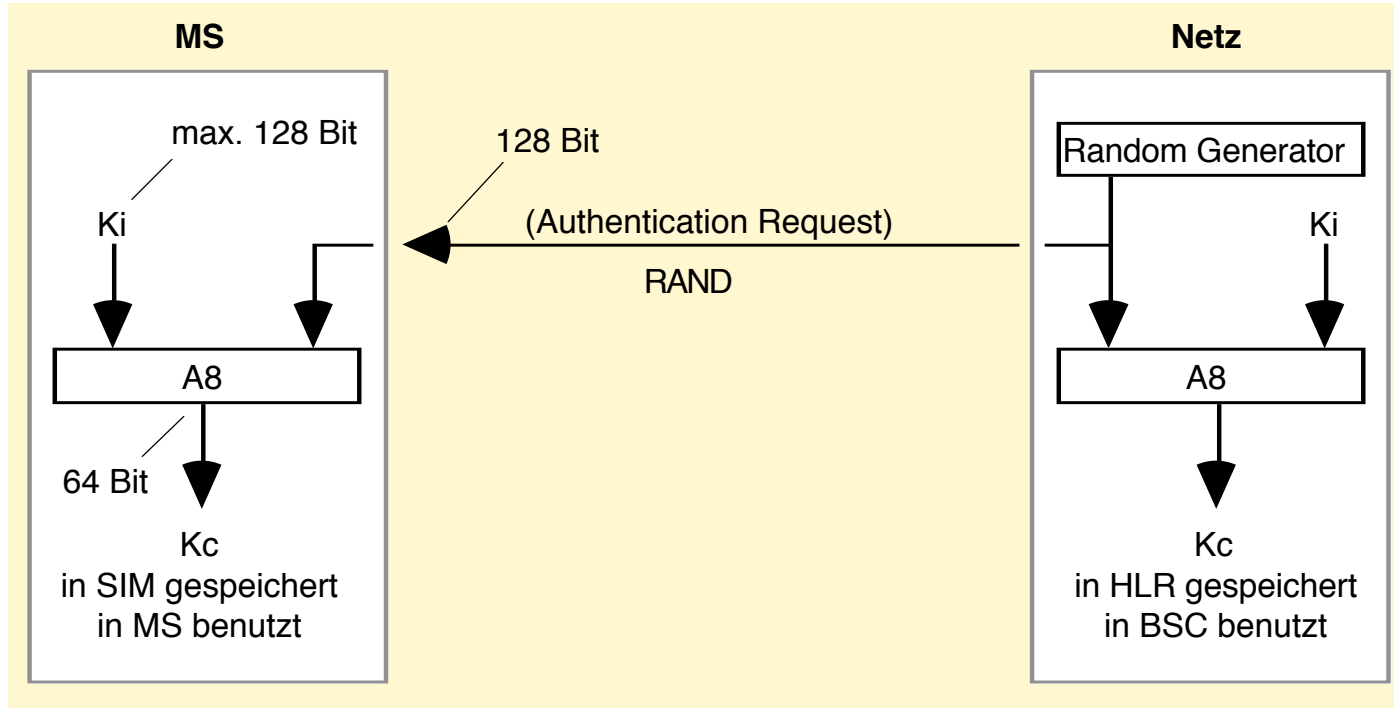 MS
Netz
max. 128 Bit
128 Bit
Random Generator
Ki
(Authentication Request)
Ki
RAND
A8
A8
64 Bit
Kc
in SIM gespeichert
in MS benutzt
Kc
in HLR gespeichert
in BSC benutzt